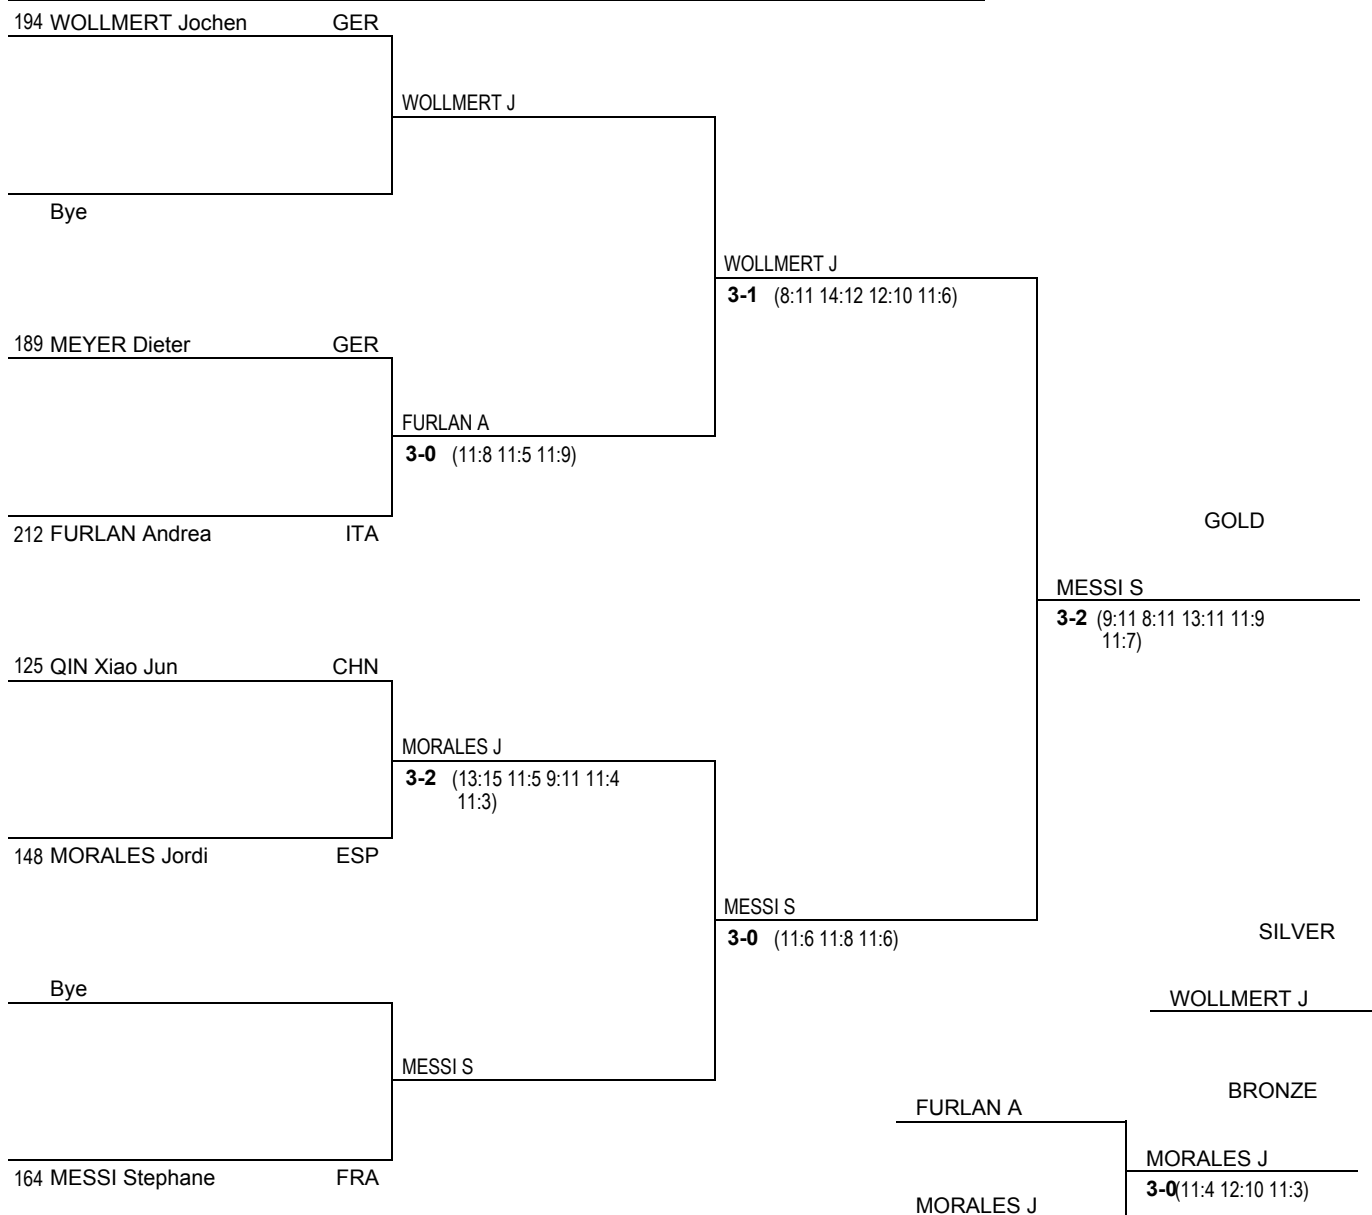 194 WOLLMERT Jochen GER
WOLLMERT J
Bye
WOLLMERT J
3-1 (8:11 14:12 12:10 11:6)
189 MEYER Dieter GER
FURLAN A
3-0 (11:8 11:5 11:9)
212 FURLAN Andrea ITA
GOLD
MESSI S
3-2 (9:11 8:11 13:11 11:9
11:7)
125 QIN Xiao Jun CHN
MORALES J
3-2 (13:15 11:5 9:11 11:4
11:3)
148 MORALES Jordi ESP
MESSI S
3-0 (11:6 11:8 11:6)
SILVER
Bye
WOLLMERT J
MESSI S
BRONZE
FURLAN A
MORALES J
3-0(11:4 12:10 11:3)
164 MESSI Stephane FRA
MORALES J